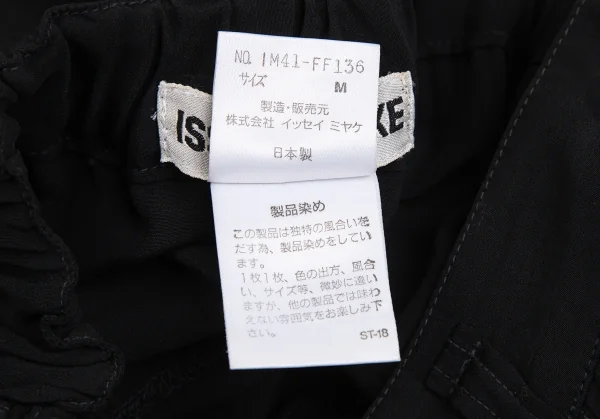 NO. IM41-FF136
サイズ M
製造・販売元
株式会社 イッセイ ミヤケ
日本製
IS KE
製品染め
この製品は独特の風合いを
だす為、製品染めをしてい
ます。
1枚1枚、色の出方、風合
い、サイズ等、微妙に違い
ますが、他の製品では味わ
えない雰囲気をお楽しみ下
さい。
ST-18